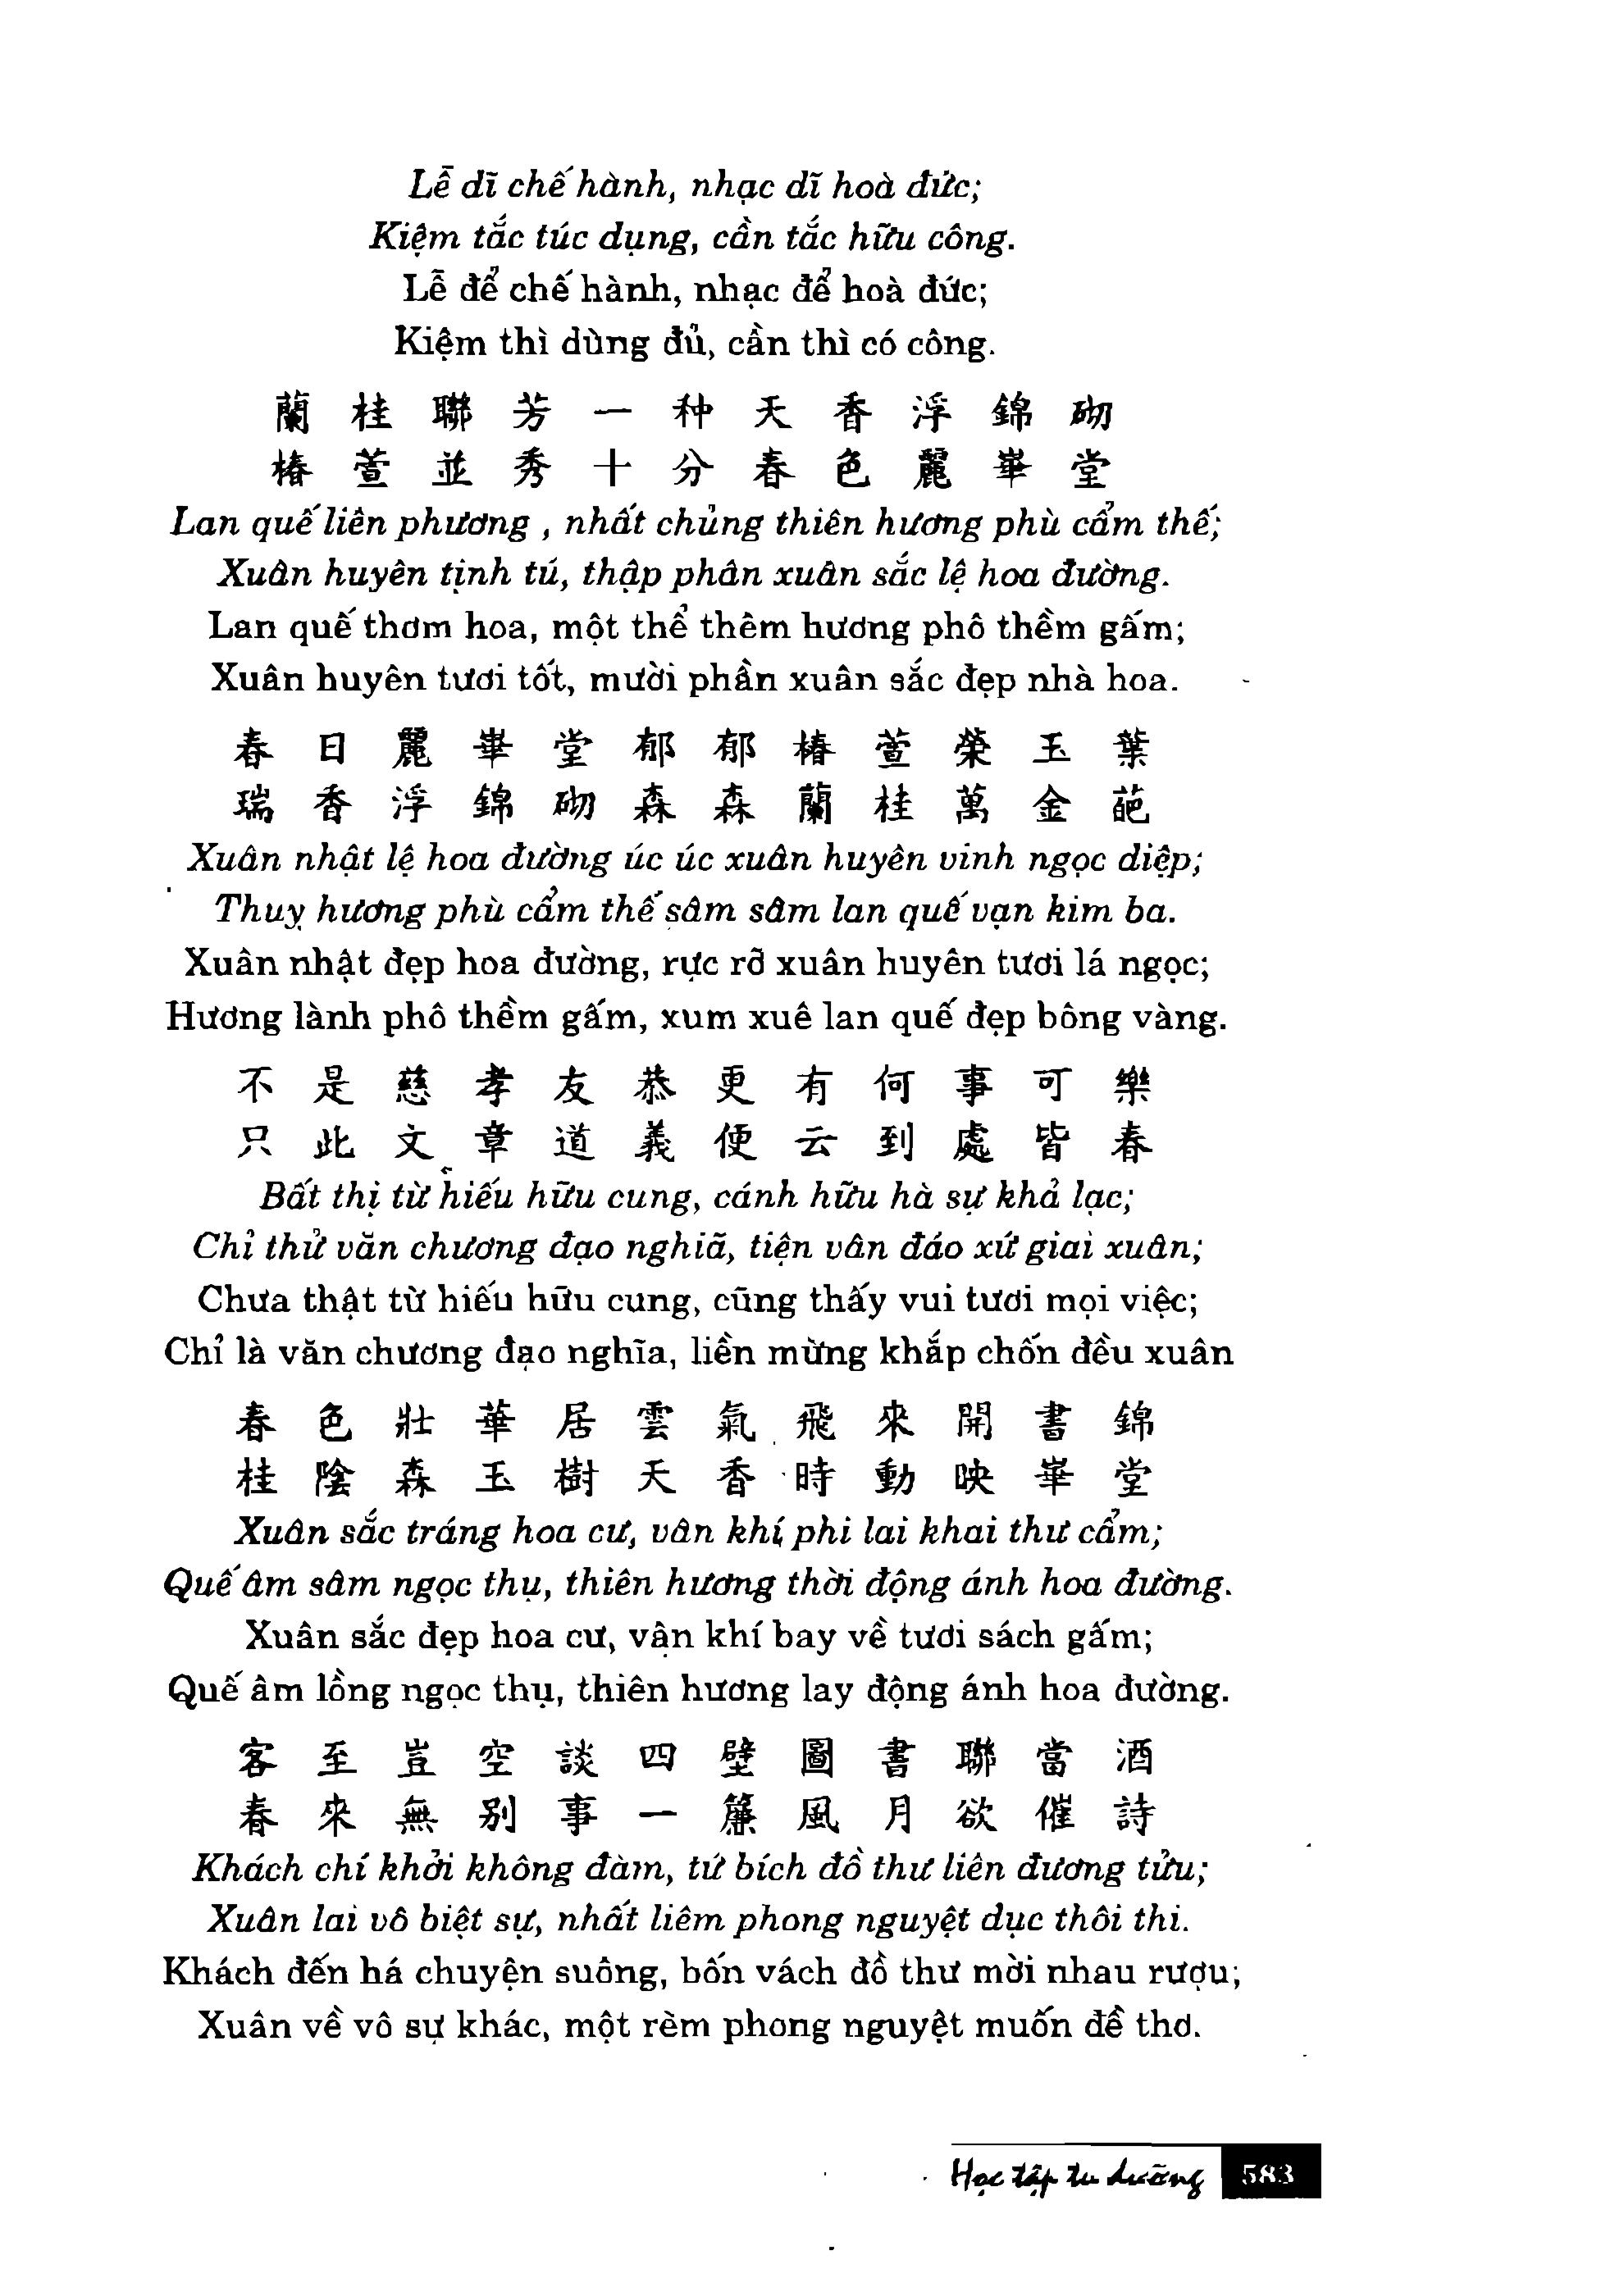 Lễ dĩ chế hành, nhạc dĩ hoà đức;
Kiệm tắc túc dụng, cần tắc hữu công.
Lễ để chế hành, nhạc để hoà đức;
Kiệm thì dùng đủ, cần thì có công.
蘭桂聯芳一种天香浮錦砌
椿萱並秀十分春色麗崋堂
Lan quế liên phương , nhất chủng thiên hương phù cẩm thế;
Xuân huyên tịnh tú, thập phân xuân sắc lệ hoa đường.
Lan quế thơm hoa, một thể thêm hương phô thềm gấm;
Xuân huyên tươi tốt, mười phần xuân sắc đẹp nhà hoa.
春日麗崋堂郁郁椿萱榮玉葉
瑞香浮錦砌森森蘭桂萬金葩
Xuân nhật lệ hoa đường úc úc xuân huyên vinh ngọc diệp;
Thuỵ hương phù cẩm thế sâm sâm lan quế vạn kim ba.
Xuân nhật đẹp hoa đường, rực rỡ xuân huyên tươi lá ngọc;
Hương lành phô thềm gấm, xum xuê lan quế đẹp bông vàng.
不是慈孝友恭更有何事可樂
只此文章道義便云到處皆春
Bất thị từ hiếu hữu cung, cánh hữu hà sự khả lạc;
Chỉ thử văn chương đạo nghiã, tiện vân đáo xứ giai xuân;
Chưa thật từ hiếu hữu cung, cũng thấy vui tươi mọi việc;
Chỉ là văn chương đạo nghĩa, liền mừng khắp chốn đều xuân
春色壯華居雲氣飛來開書錦
桂陰森玉樹天香時動映崋堂
Xuân sắc tráng hoa cư, vân khí phi lai khai thư cẩm;
Quế âm sâm ngọc thụ, thiên hương thời động ánh hoa đường.
Xuân sắc đẹp hoa cư, vận khí bay về tươi sách gấm;
Quế âm lồng ngọc thụ, thiên hương lay động ánh hoa đường.
客至豈空談四壁圖書聯當酒
春來無别事一簾風月欲催詩
Khách chí khởi không đàm, tứ bích đồ thư liên đương tửu;
Xuân lai vô biệt sự, nhất liêm phong nguyệt dục thôi thi.
Khách đến há chuyện suông, bốn vách đồ thư mời nhau rượu;
Xuân về vô sự khác, một rèm phong nguyệt muốn đề thơ.
Học tập tu dưỡng 583